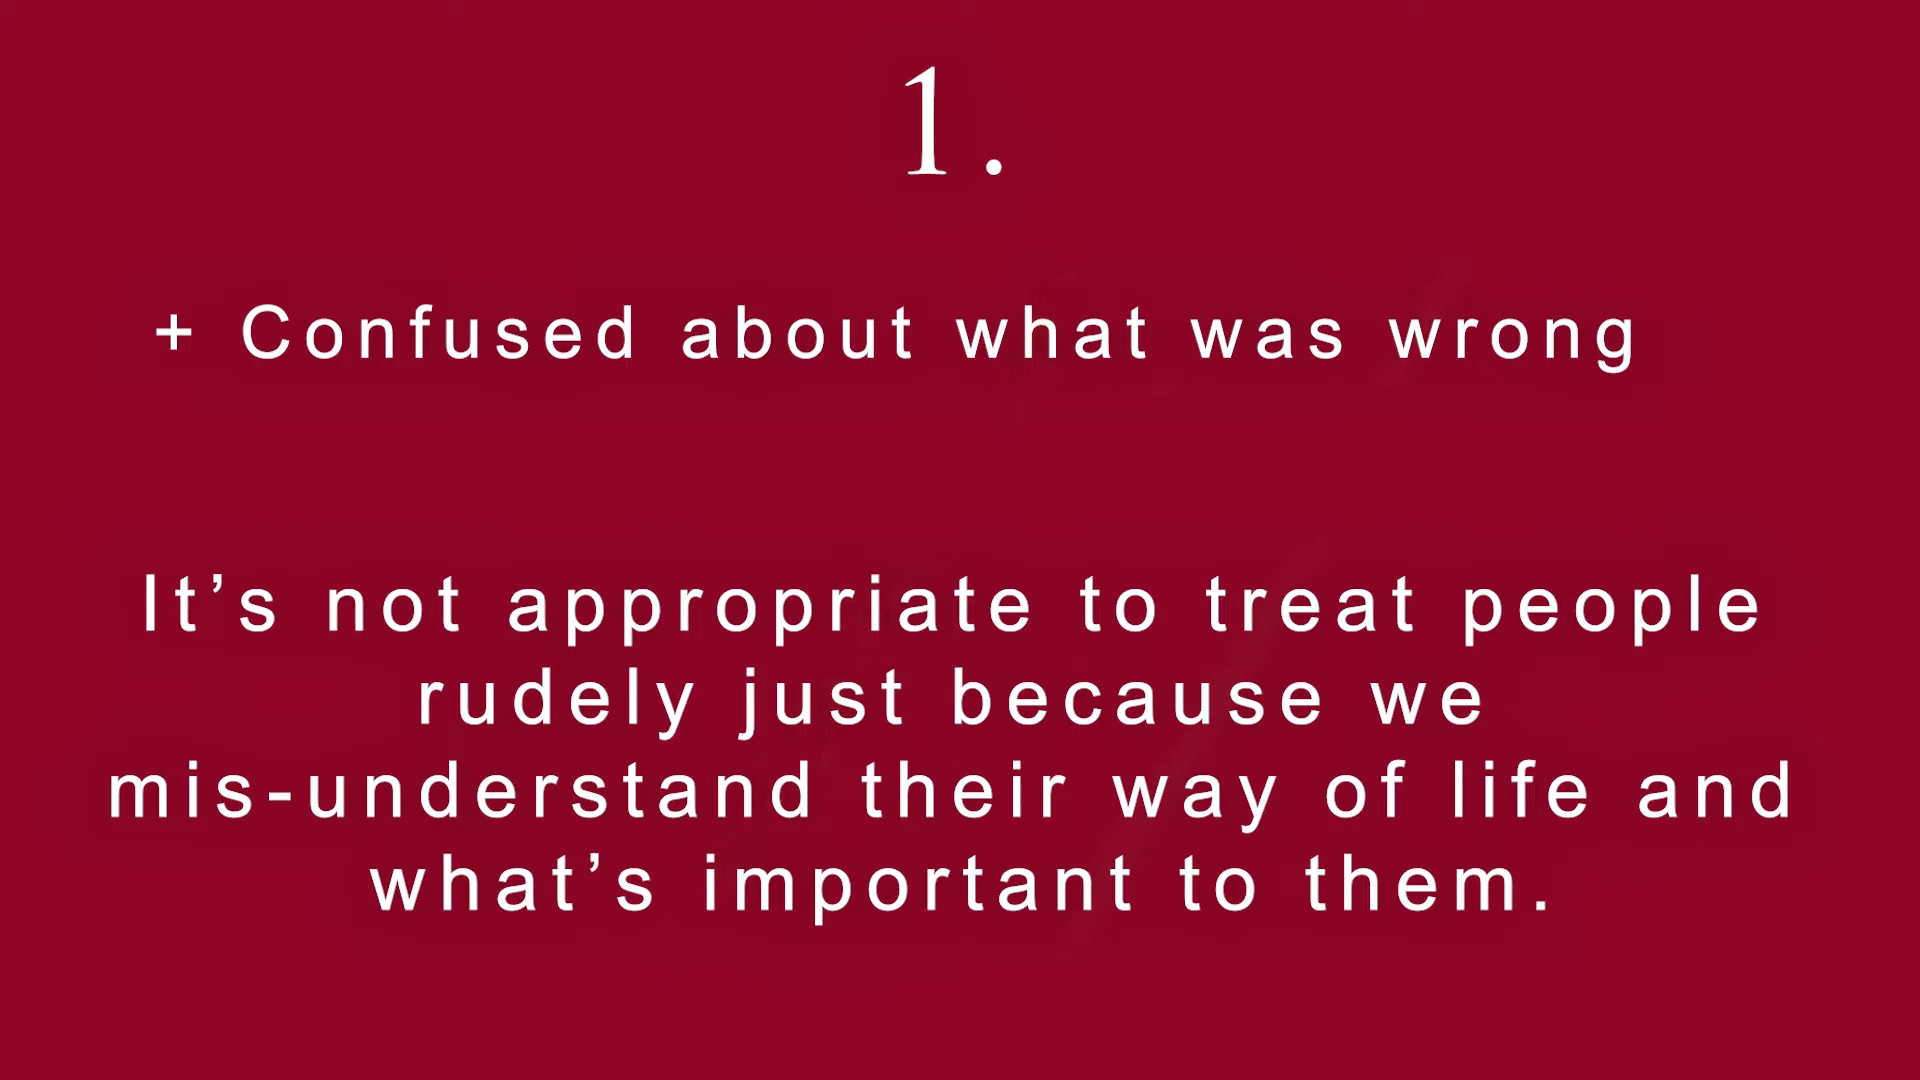 1.
+ Confused about what was wrong
It’s not appropriate to treat people
rudely just because we
mis-understand their way of life and
what’s important to them.